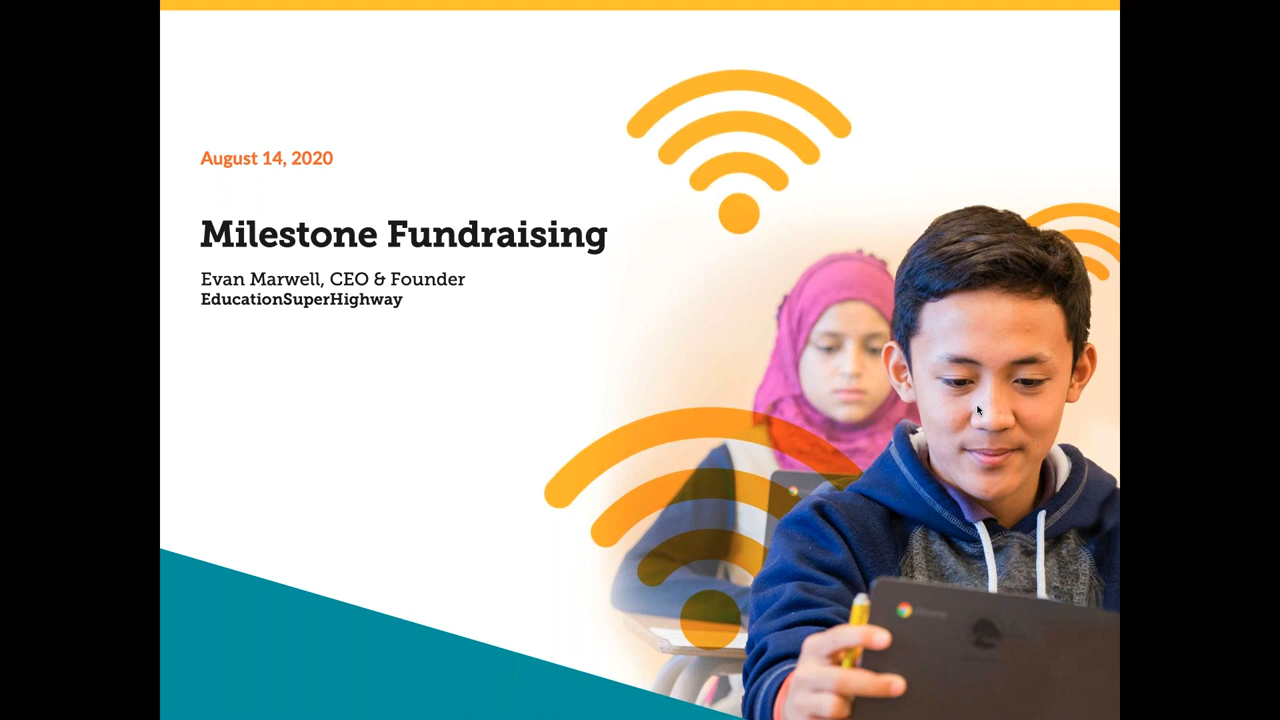 August 14, 2020
Milestone Fundraising
Evan Marwell, CEO & Founder
EducationSuperHighway